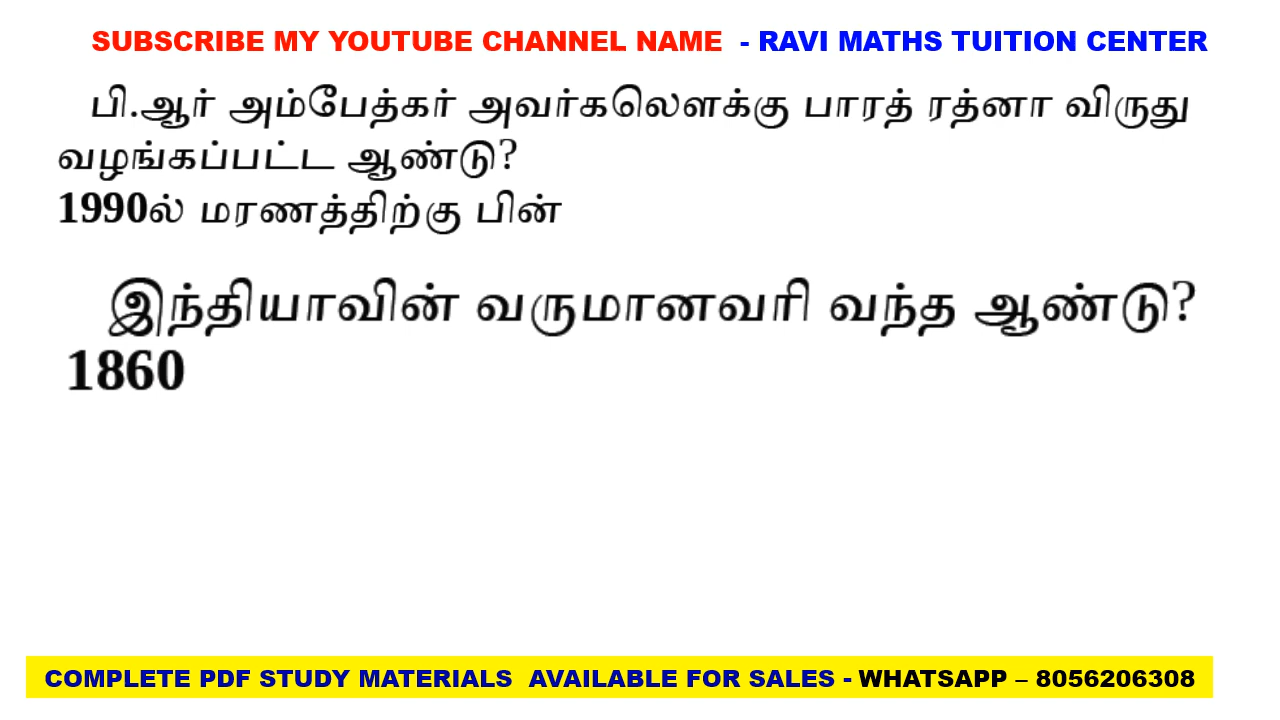 SUBSCRIBE MY YOUTUBE CHANNEL NAME - RAVI MATHS TUITION CENTER
பி.ஆர் அம்பேத்கர் அவர்கலௌக்கு பாரத் ரத்னா விருது
வழங்கப்பட்ட ஆண்டு?
1990ல் மரணத்திற்கு பின்
இந்தியாவின் வருமானவரி வந்த ஆண்டு?
1860
COMPLETE PDF STUDY MATERIALS AVAILABLE FOR SALES - WHATSAPP – 8056206308